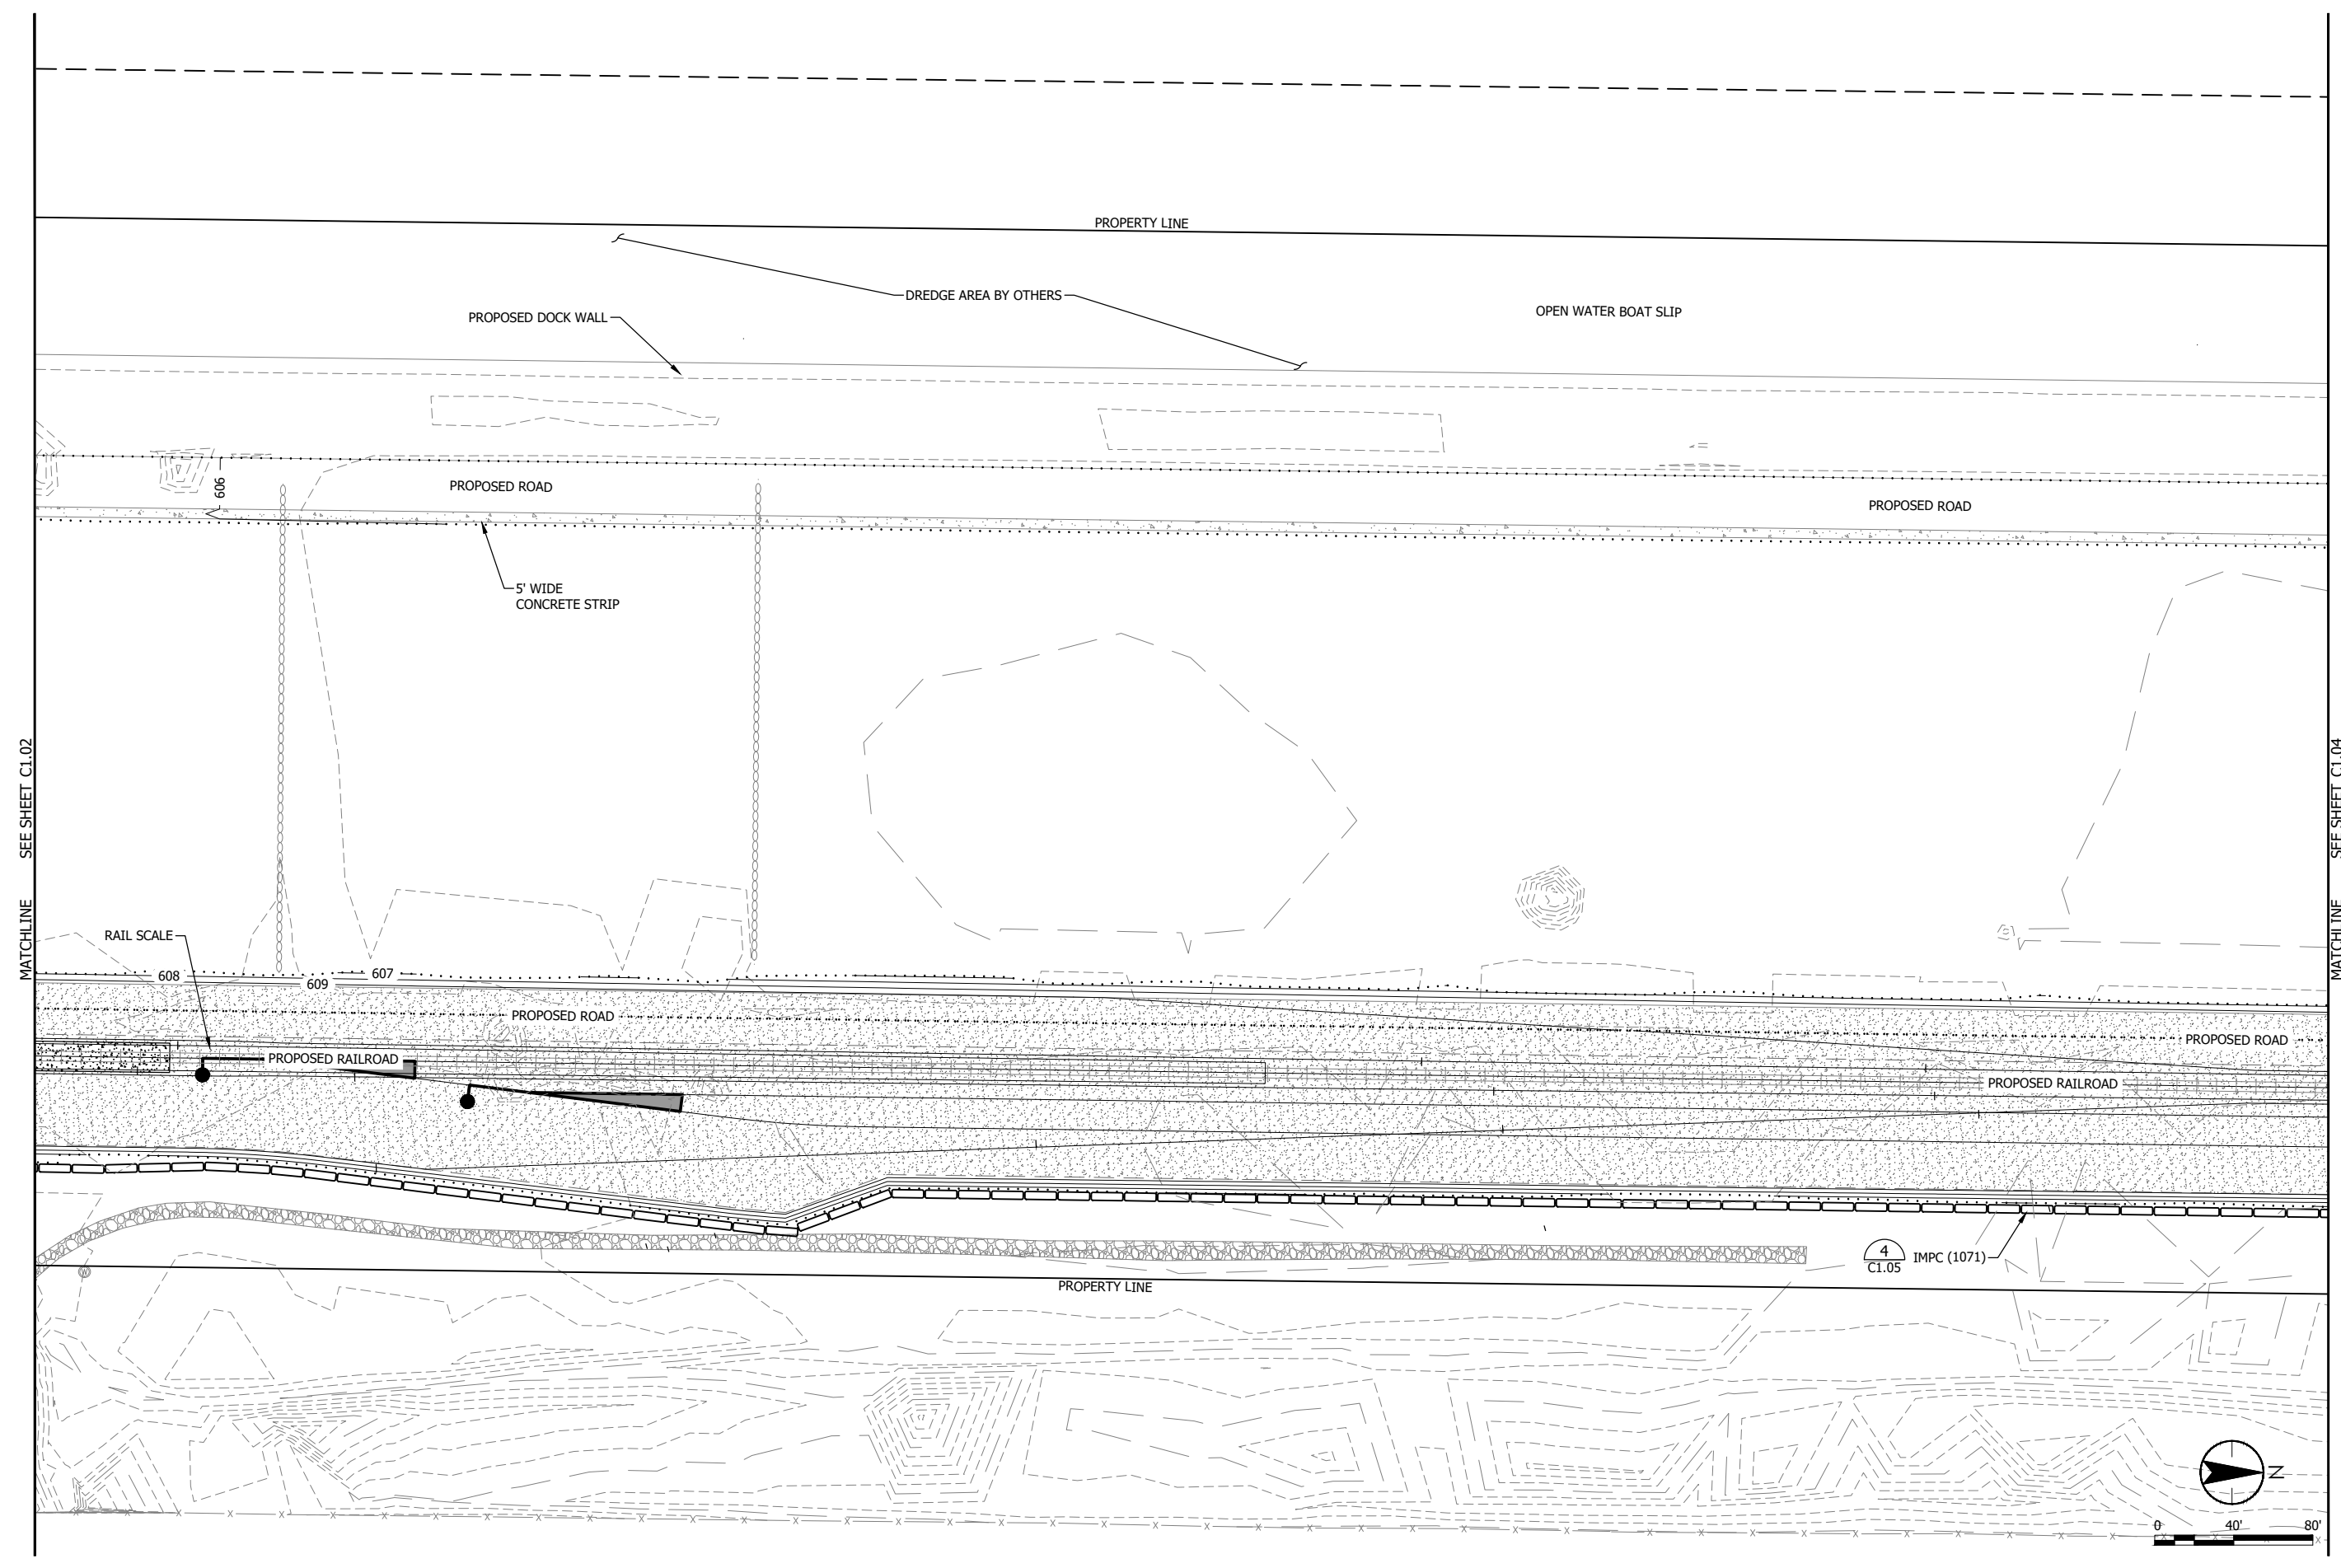 PROPERTY LINE
DREDGE AREA BY OTHERS
OPEN WATER BOAT SLIP
PROPOSED DOCK WALL
606
PROPOSED ROAD
PROPOSED ROAD
5' WIDE
CONCRETE STRIP
MATCHLINE SEE SHEET C1.02
MATCHLINE SEE SHEET C1.04
RAIL SCALE
608
609
607
PROPOSED ROAD
PROPOSED ROAD
PROPOSED RAILROAD
PROPOSED RAILROAD
4
C1.05
IMPC (1071)
W
PROPERTY LINE
N
0 40' 80'